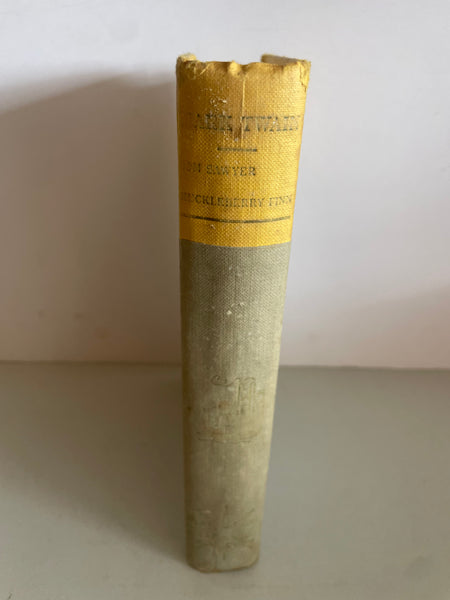 MARK TWAIN
TOM SAWYER
HUCKLEBERRY FINN